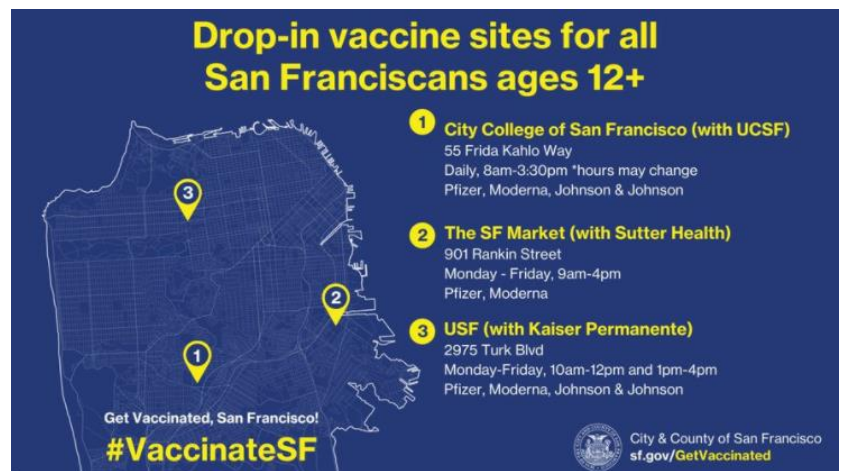 Drop-in vaccine sites for all
San Franciscans ages 12+
1
City College of San Francisco (with UCSF)
55 Frida Kahlo Way
Daily, 8am-3:30pm *hours may change
Pfizer, Moderna, Johnson & Johnson
2
The SF Market (with Sutter Health)
901 Rankin Street
Monday - Friday, 9am-4pm
Pfizer, Moderna
3
USF (with Kaiser Permanente)
2975 Turk Blvd
Monday-Friday, 10am-12pm and 1pm-4pm
Pfizer, Moderna, Johnson & Johnson
3
2
1
Get Vaccinated, San Francisco!
#VaccinateSF
City & County of San Francisco
sf.gov/GetVaccinated